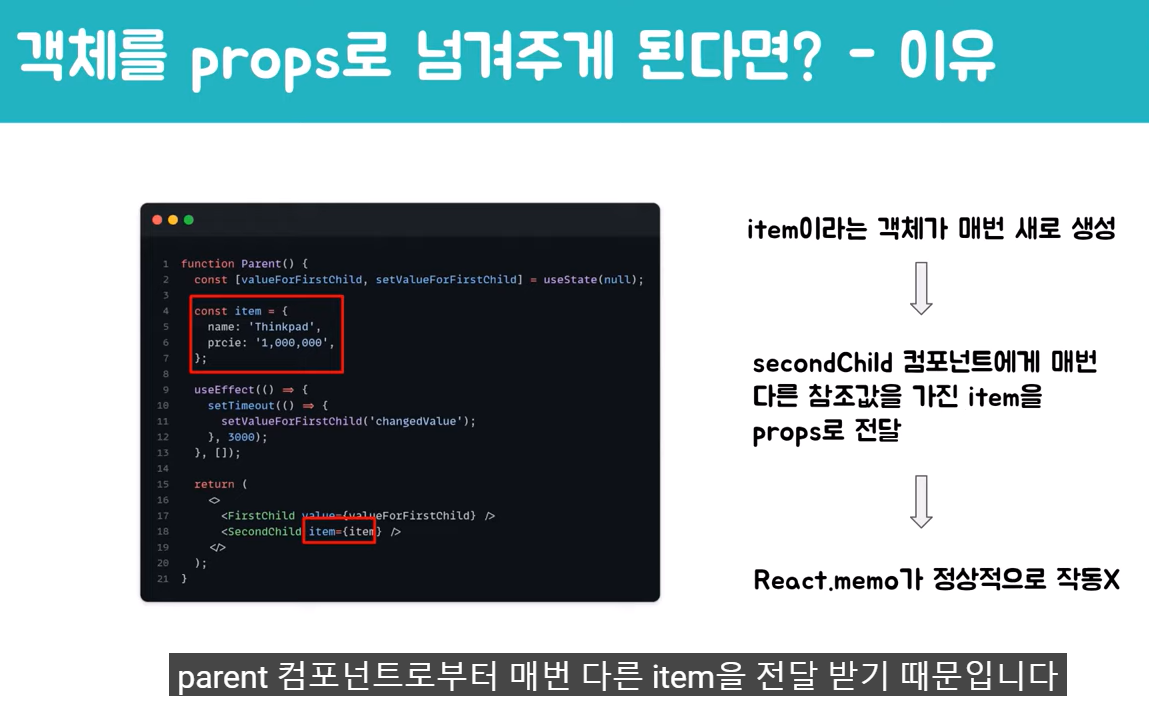 객체를 props로 넘겨주게 된다면? - 이유
1 function Parent() {
2 const [valueForFirstChild, setValueForFirstChild] = useState(null);
3
4 const item = {
5 name: 'Thinkpad',
6 prcie: '1,000,000',
7 };
8
9 useEffect(() => {
10 setTimeout(() => {
11 setValueForFirstChild('changedValue');
12 }, 3000);
13 }, []);
14
15 return (
16 <>
17 <FirstChild value={valueForFirstChild} />
18 <SecondChild item={item} />
19 </>
20 );
21 }
item이라는 객체가 매번 새로 생성
secondChild 컴포넌트에게 매번
다른 참조값을 가진 item을
props로 전달
React.memo가 정상적으로 작동X
parent 컴포넌트로부터 매번 다른 item을 전달 받기 때문입니다